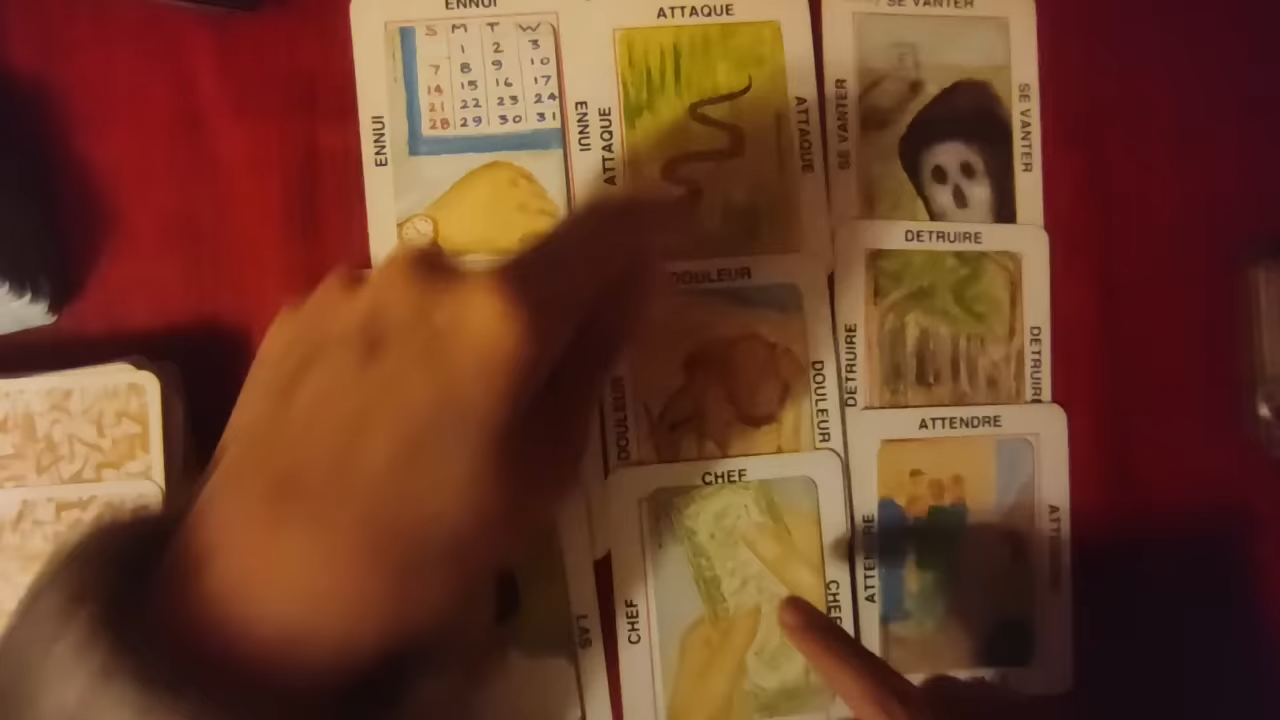 ENNUI
S M T W
1 2 3
7 8 9 10
14 15 16 17
21 22 23 24
28 29 30 31
ENNUI
ENNUI
ATTAQUE
ATTAQUE
ATTAQUE
SE VANTER
SE VANTER
SE VANTER
DOULEUR
DOULEUR
DOULEUR
DETRUIRE
DETRUIRE
DETRUIRE
CHEF
CHEF
CHEF
ATTENDRE
ATTENDRE
LAS